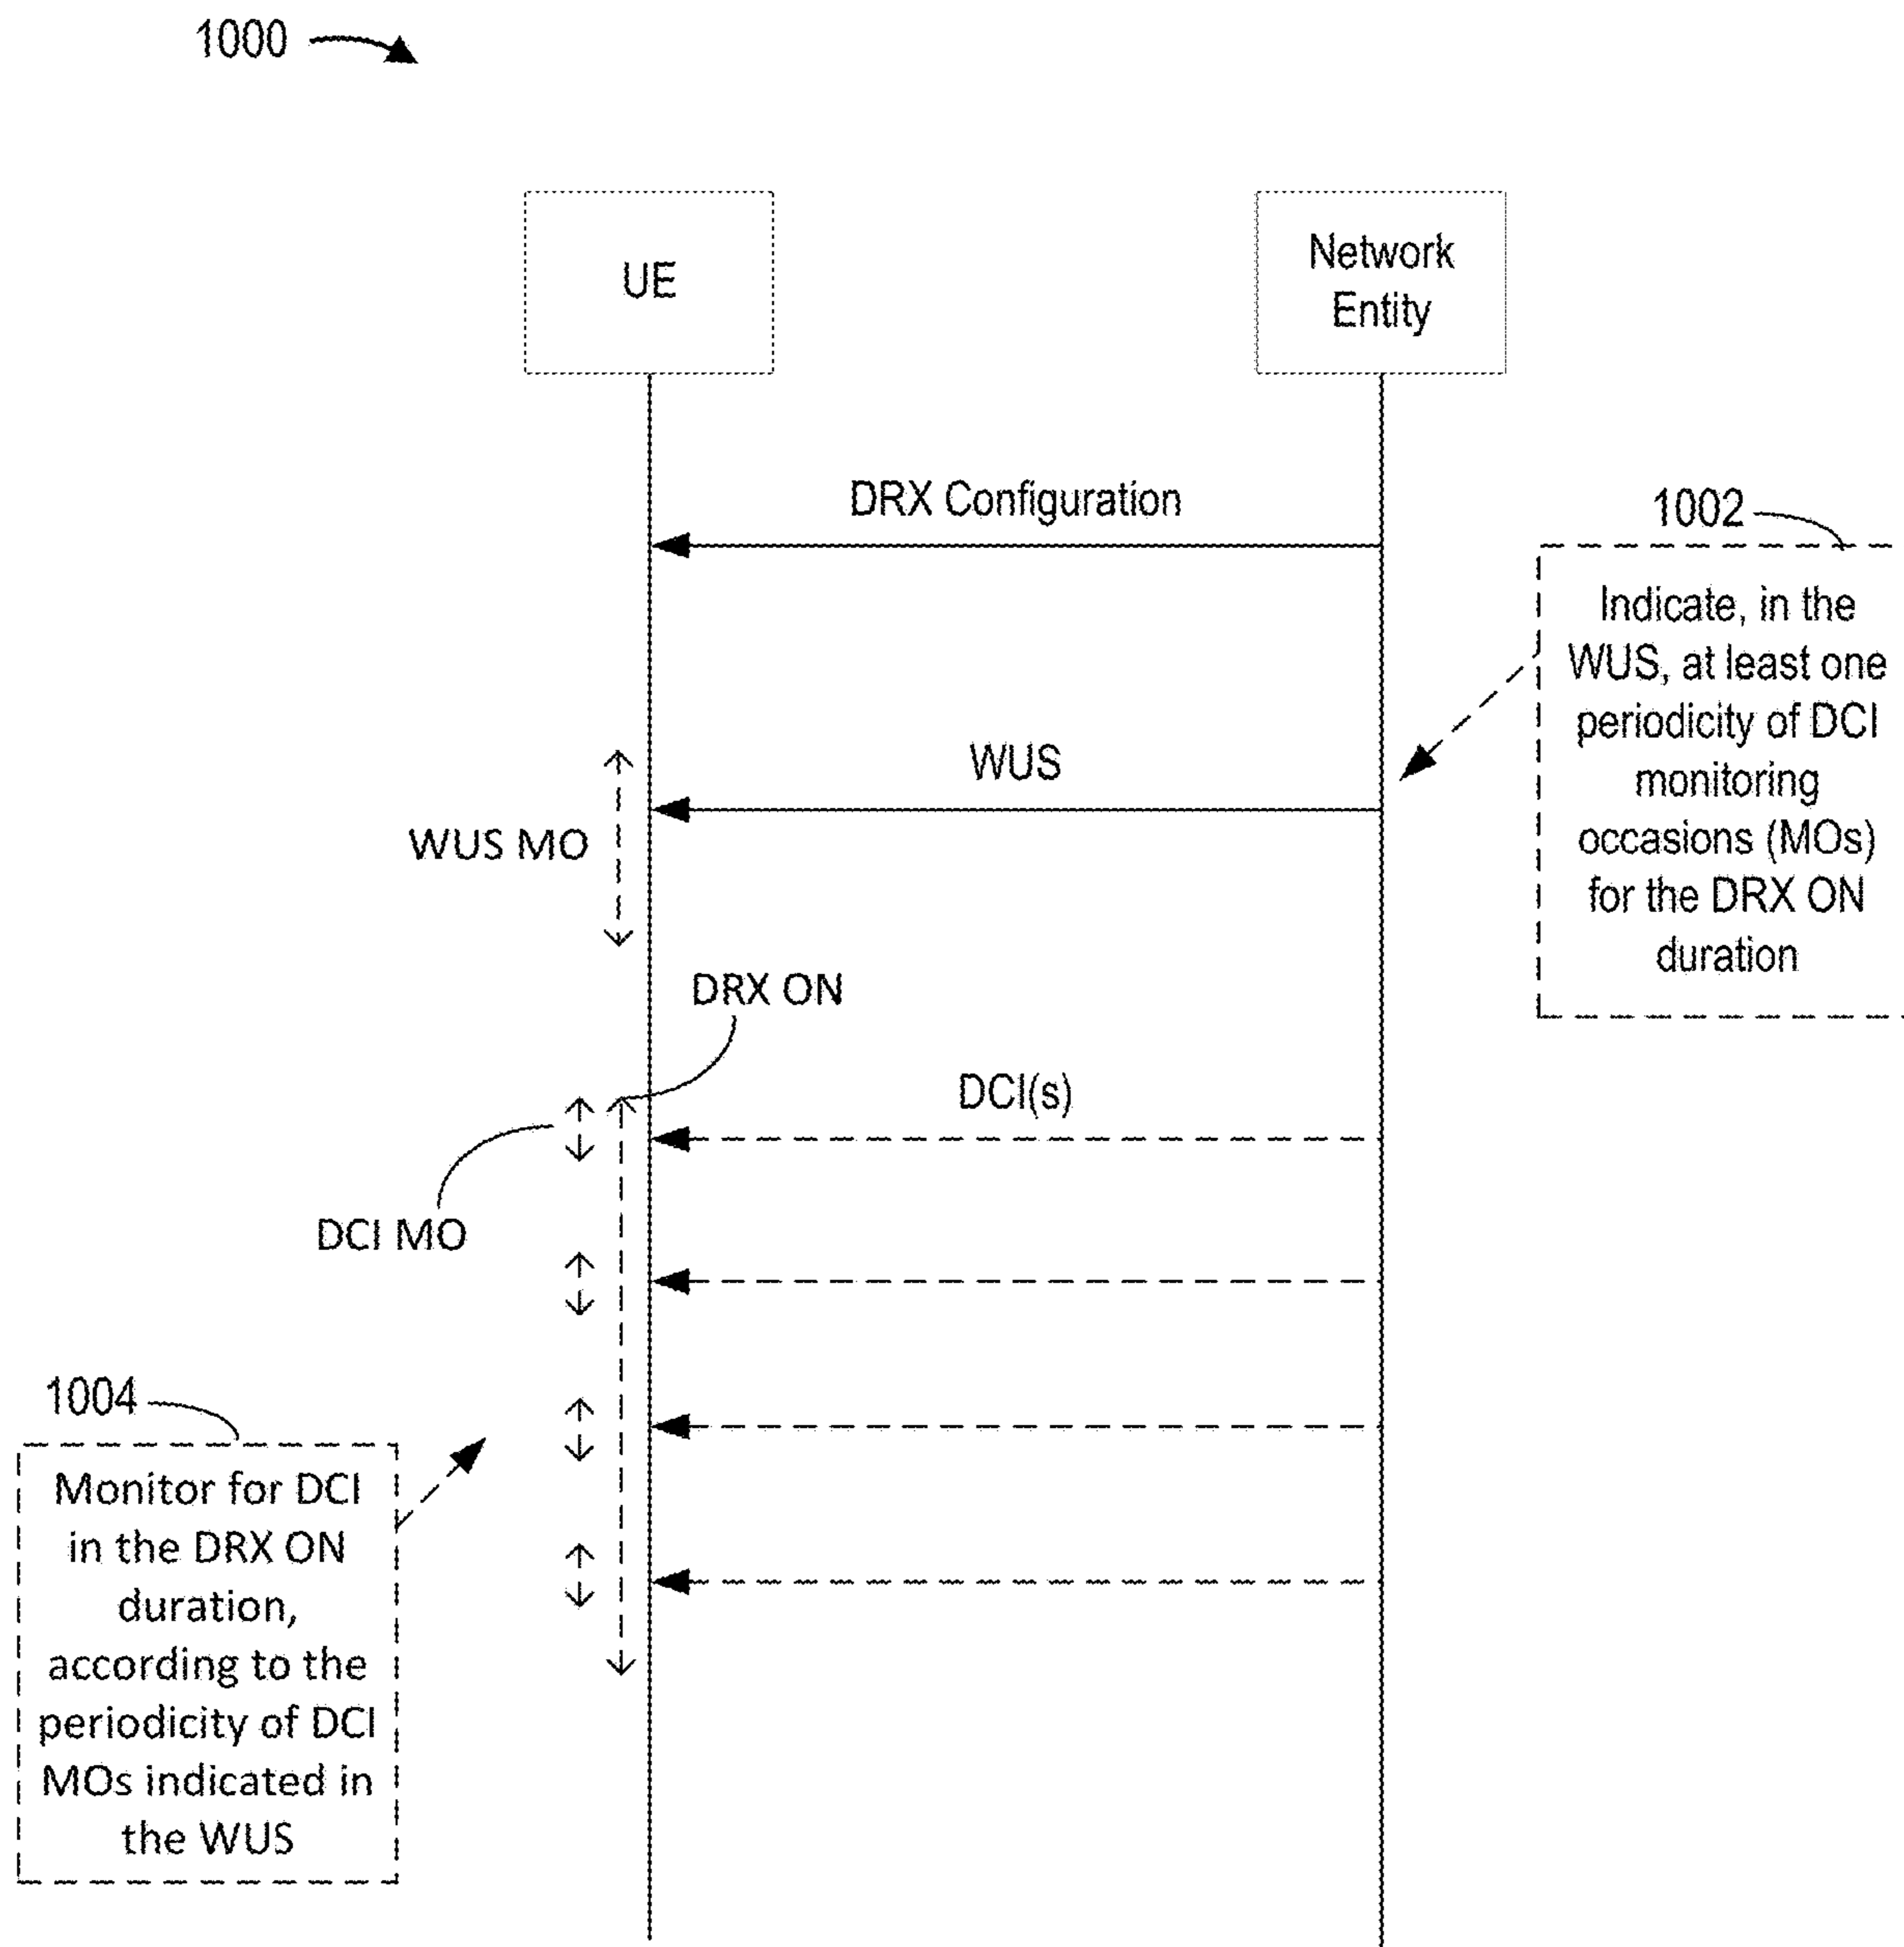 1000
UE
Network
Entity
DRX Configuration
1002
Indicate, in the
WUS, at least one
periodicity of DCI
monitoring
occasions (MOs)
for the DRX ON
duration
WUS
WUS MO
DRX ON
DCI(s)
DCI MO
1004
Monitor for DCI
in the DRX ON
duration,
according to the
periodicity of DCI
MOs indicated in
the WUS